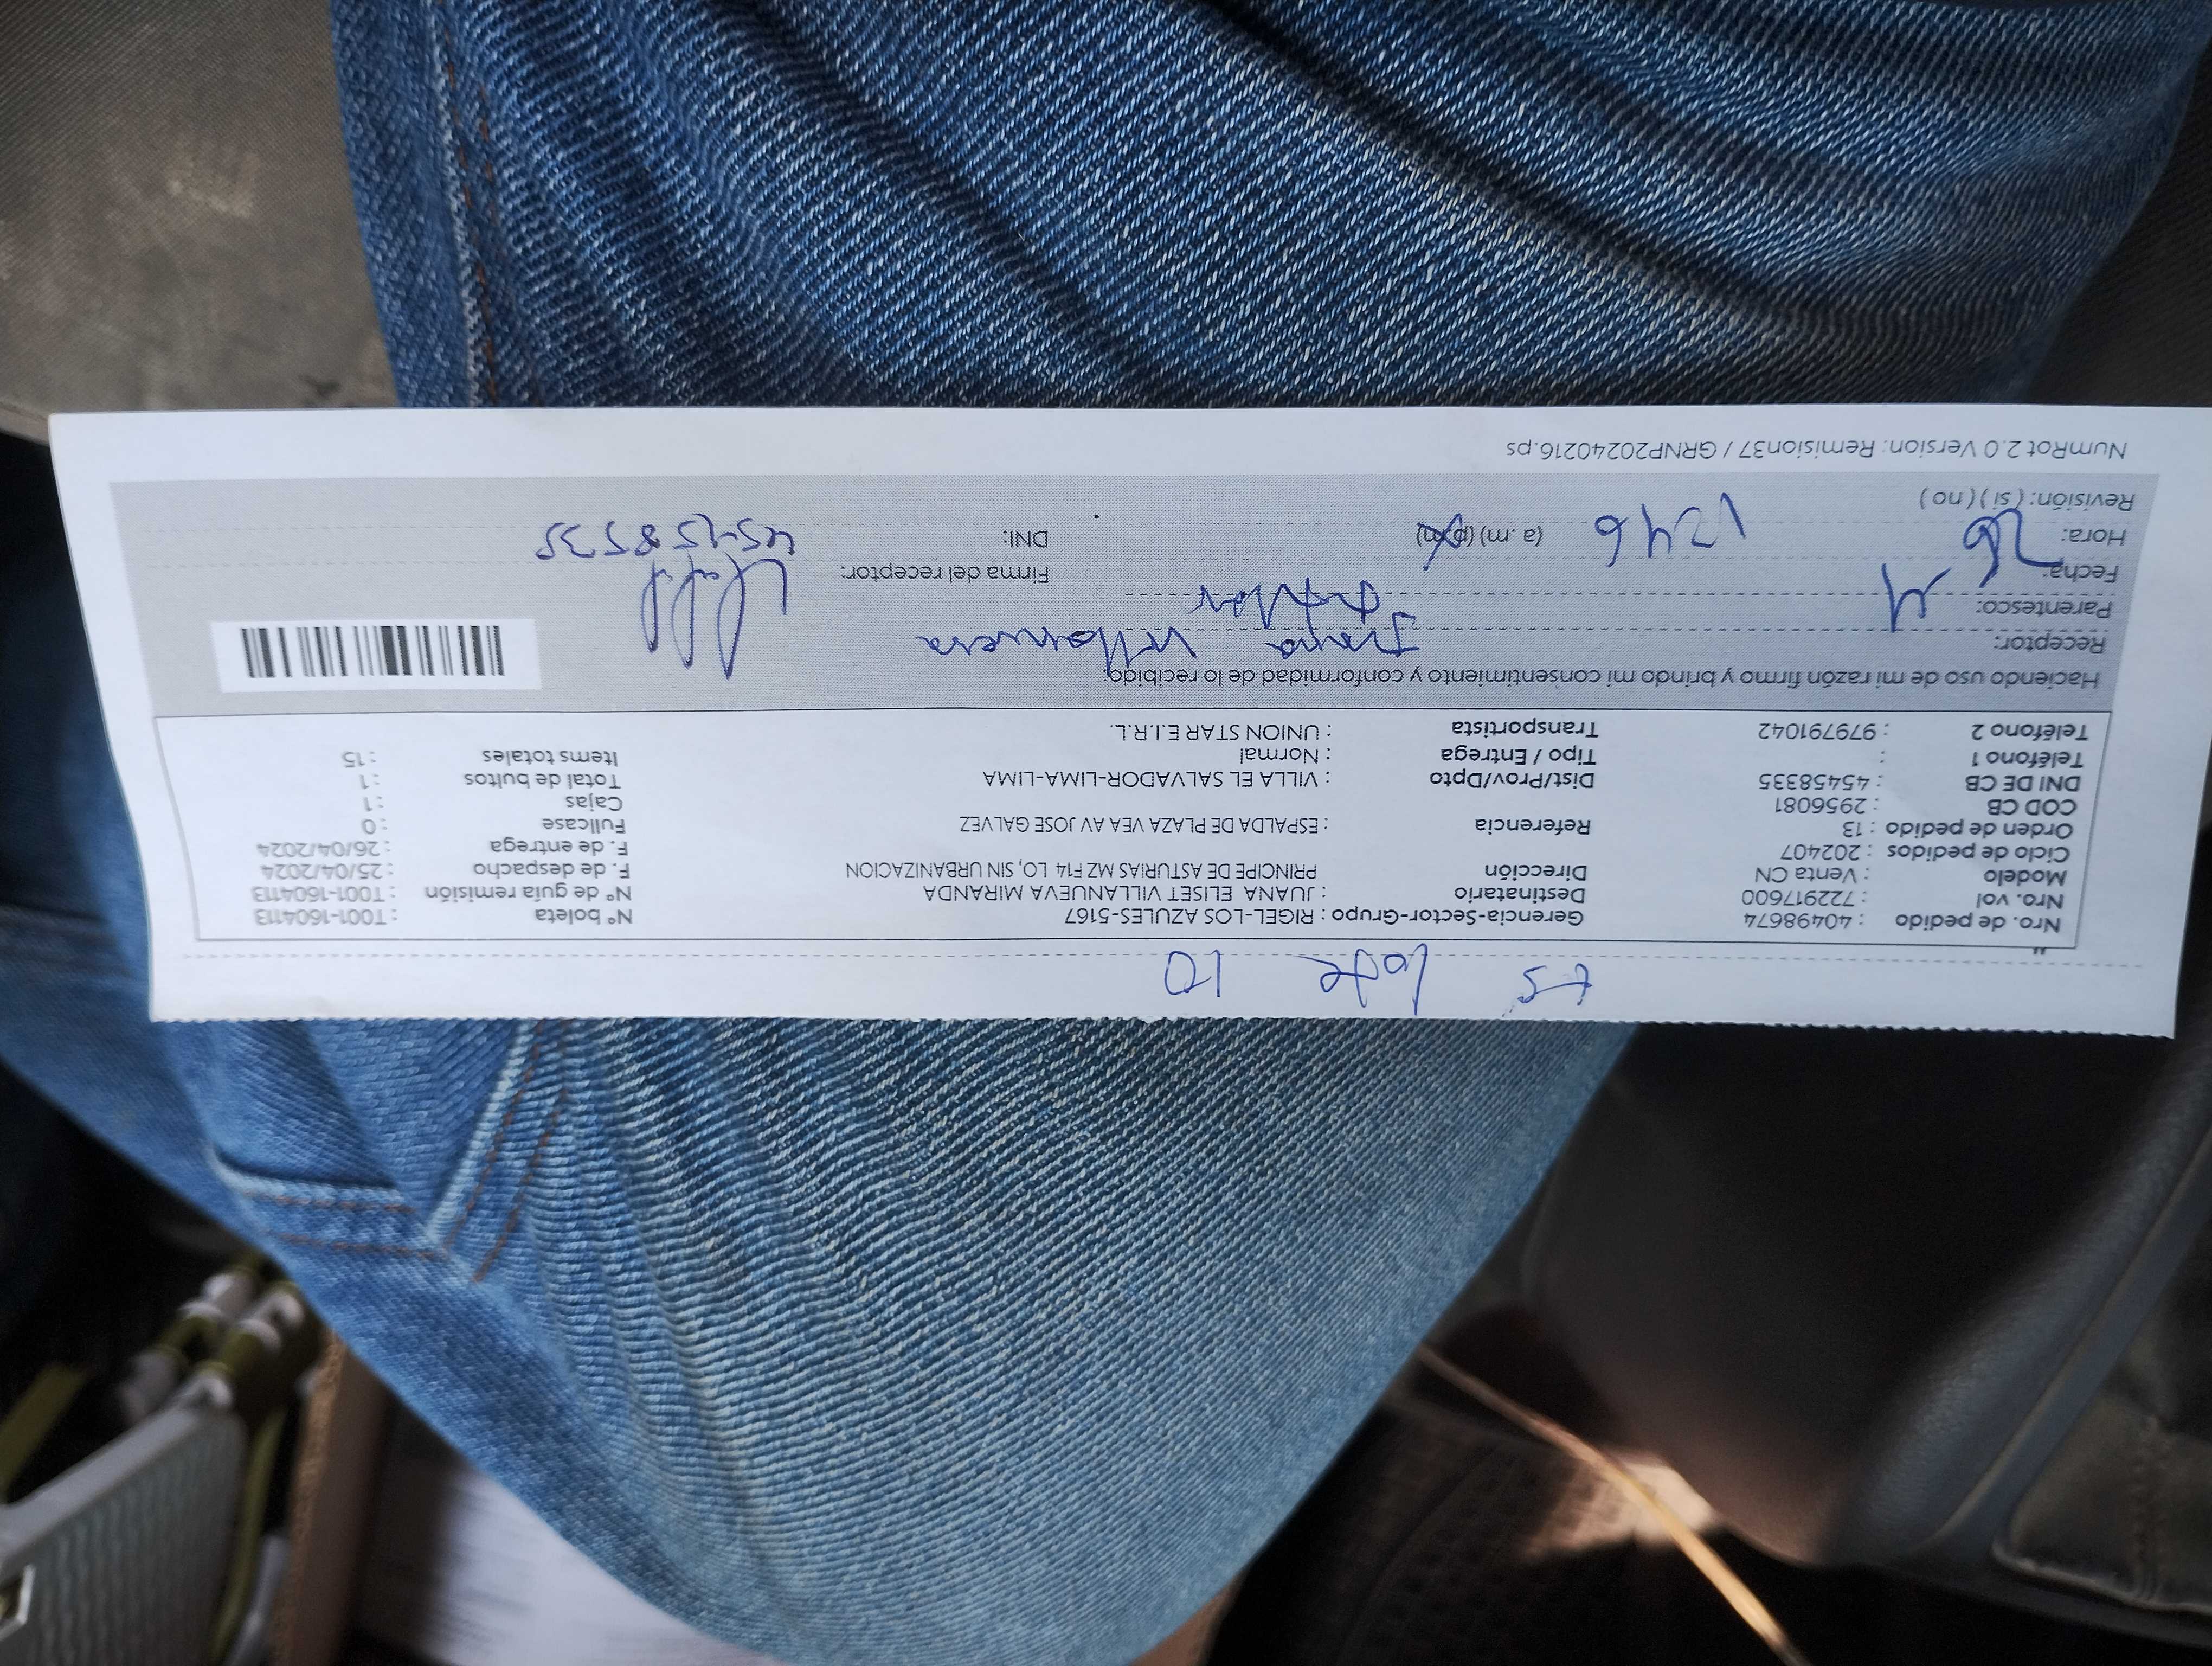 Es lote 10
Nro. de pedido : 40498674 Gerencia-Sector-Grupo : RIGEL-LOS AZULES-5167 N° boleta : T001-1604113
Nro. vol : 722917600 Destinatario : JUANA ELISET VILLANUEVA MIRANDA N° de guía remisión : T001-1604113
Modelo : Venta CN Dirección PRINCIPE DE ASTURIAS MZ F14 LO, SIN URBANIZACION F. de despacho : 25/04/2024
Ciclo de pedidos : 202407 F. de entrega : 26/04/2024
Orden de pedido : 13 Referencia : ESPALDA DE PLAZA VEA AV JOSE GALVEZ Fullcase : 0
COD CB : 2956081 Cajas : 1
DNI DE CB : 45458335 Dist/Prov/Dpto : VILLA EL SALVADOR-LIMA-LIMA Total de bultos : 1
Teléfono 1 : Tipo / Entrega : Normal Items totales : 15
Teléfono 2 : 979791042 Transportista : UNION STAR E.I.R.L.
Haciendo uso de mi razón firmo y brindo mi consentimiento y conformidad de lo recibido:
Receptor: Juana Villanueva
Parentesco: titular
Fecha: 26 4 Firma del receptor:
Hora: 1246 (a. m) (p. m) DNI: 45458335
Revisión: ( si ) ( no )
NumRot 2.0 Version: Remision37 / GRNP20240216.ps